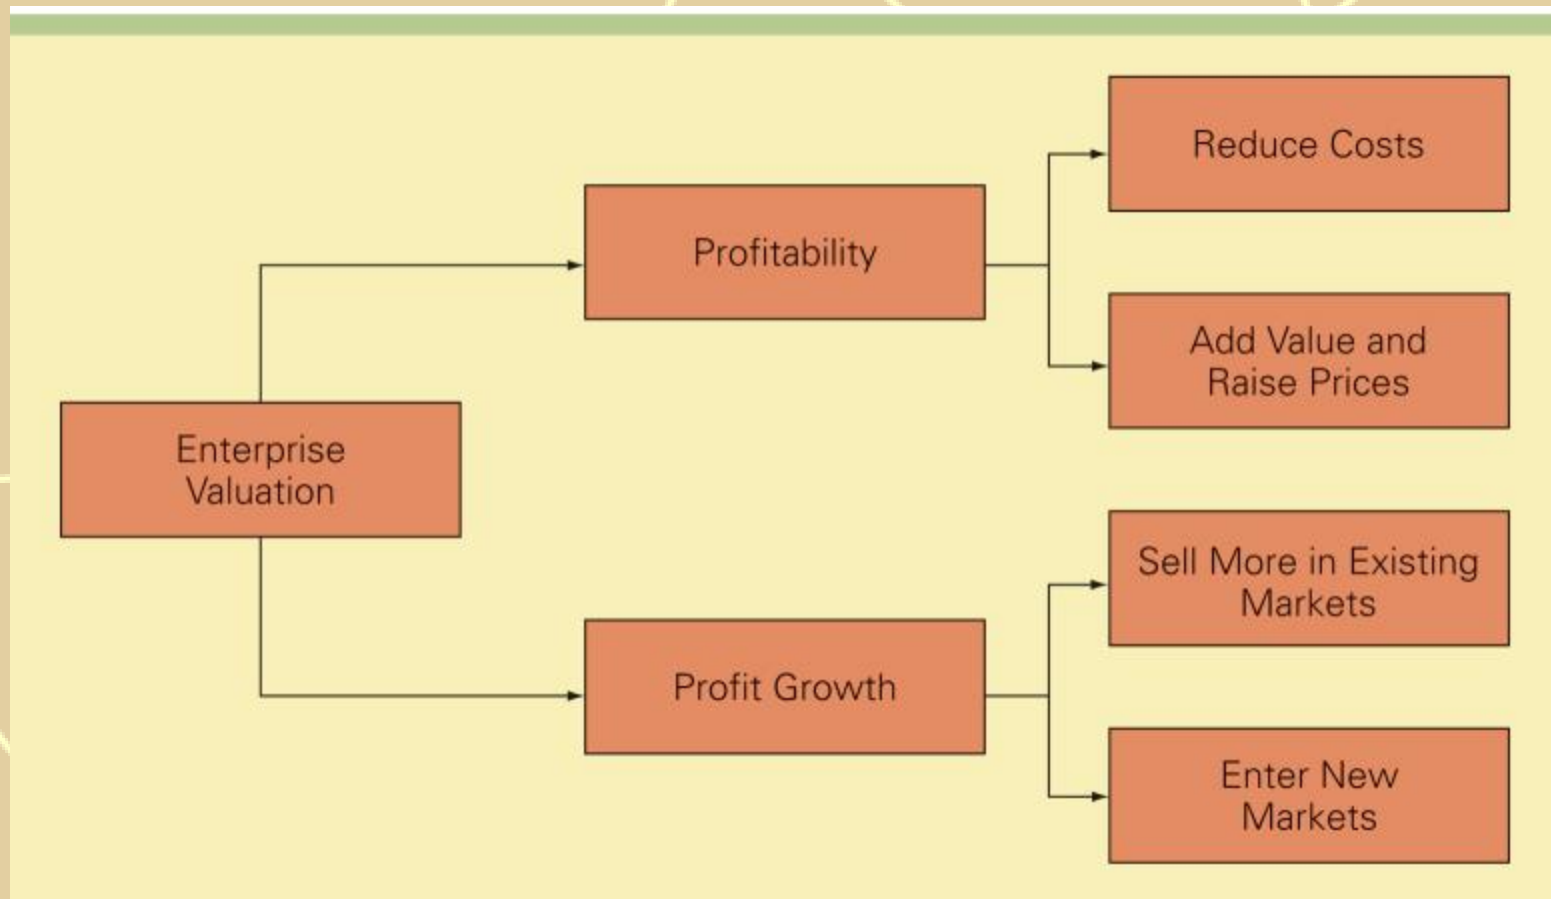 Reduce Costs
Profitability
Add Value and
Raise Prices
Enterprise
Valuation
Sell More in Existing
Markets
Profit Growth
Enter New
Markets